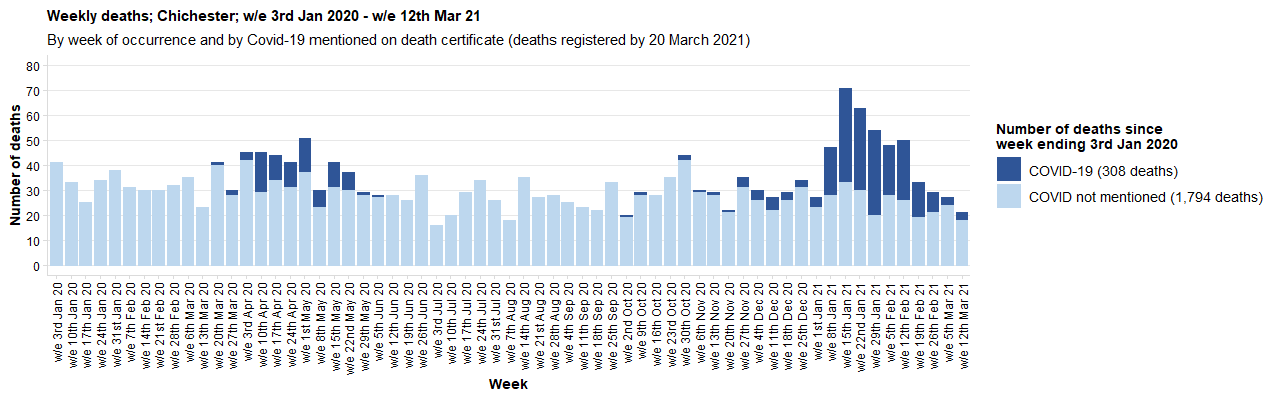 Weekly deaths; Chichester; w/e 3rd Jan 2020 - w/e 12th Mar 21
By week of occurrence and by Covid-19 mentioned on death certificate (deaths registered by 20 March 2021)
Number of deaths
80
70
60
50
40
30
20
10
0
w/e 3rd Jan 20
w/e 10th Jan 20
w/e 17th Jan 20
w/e 24th Jan 20
w/e 31st Jan 20
w/e 7th Feb 20
w/e 14th Feb 20
w/e 21st Feb 20
w/e 28th Feb 20
w/e 6th Mar 20
w/e 13th Mar 20
w/e 20th Mar 20
w/e 27th Mar 20
w/e 3rd Apr 20
w/e 10th Apr 20
w/e 17th Apr 20
w/e 24th Apr 20
w/e 1st May 20
w/e 8th May 20
w/e 15th May 20
w/e 22nd May 20
w/e 29th May 20
w/e 5th Jun 20
w/e 12th Jun 20
w/e 19th Jun 20
w/e 26th Jun 20
w/e 3rd Jul 20
w/e 10th Jul 20
w/e 17th Jul 20
w/e 24th Jul 20
w/e 31st Jul 20
w/e 7th Aug 20
w/e 14th Aug 20
w/e 21st Aug 20
w/e 28th Aug 20
w/e 4th Sep 20
w/e 11th Sep 20
w/e 18th Sep 20
w/e 25th Sep 20
w/e 2nd Oct 20
w/e 9th Oct 20
w/e 16th Oct 20
w/e 23rd Oct 20
w/e 30th Oct 20
w/e 6th Nov 20
w/e 13th Nov 20
w/e 20th Nov 20
w/e 27th Nov 20
w/e 4th Dec 20
w/e 11th Dec 20
w/e 18th Dec 20
w/e 25th Dec 20
w/e 1st Jan 21
w/e 8th Jan 21
w/e 15th Jan 21
w/e 22nd Jan 21
w/e 29th Jan 21
w/e 5th Feb 21
w/e 12th Feb 21
w/e 19th Feb 21
w/e 26th Feb 21
w/e 5th Mar 21
w/e 12th Mar 21
Week
Number of deaths since
week ending 3rd Jan 2020
COVID-19 (308 deaths)
COVID not mentioned (1,794 deaths)